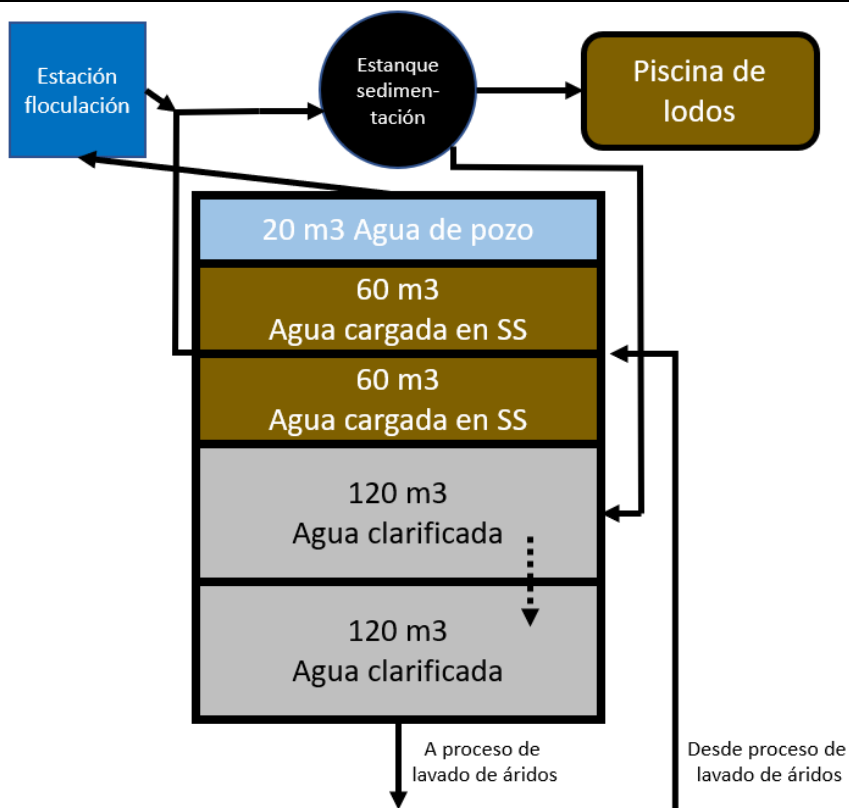 Estación
floculación
Estanque
sedimen-
tación
Piscina de
lodos
20 m3 Agua de pozo
60 m3
Agua cargada en SS
60 m3
Agua cargada en SS
120 m3
Agua clarificada
120 m3
Agua clarificada
A proceso de
lavado de áridos
Desde proceso de
lavado de áridos